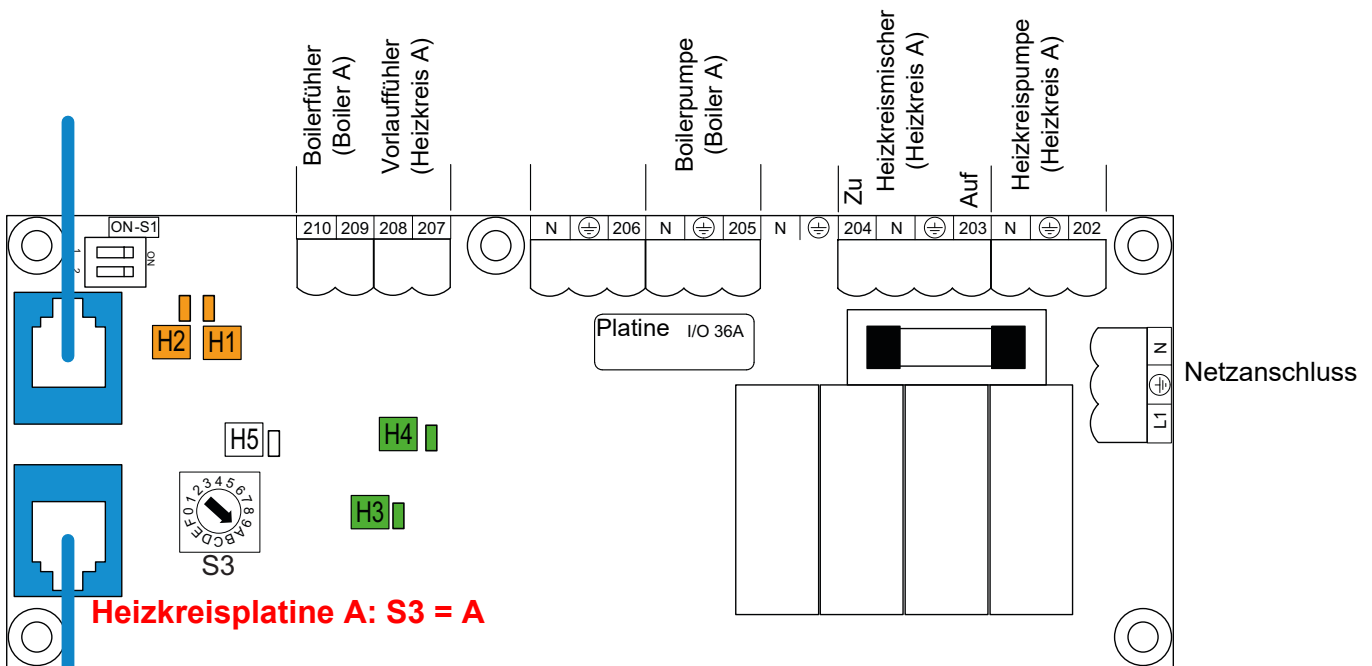 Boilerfühler
(Boiler A)
Vorlauffühler
(Heizkreis A)
Boilerpumpe
(Boiler A)
Zu
Heizkreismischer
(Heizkreis A)
Auf
Heizkreispumpe
(Heizkreis A)
ON-S1
210 209 208 207
N 206 N 205 N 204 N 203 N 202
1 2 ON
H2 H1
Platine I/O 36A
N
L1
Netzanschluss
H5
H4
H3
0123456789ABCDEF
S3
Heizkreisplatine A: S3 = A